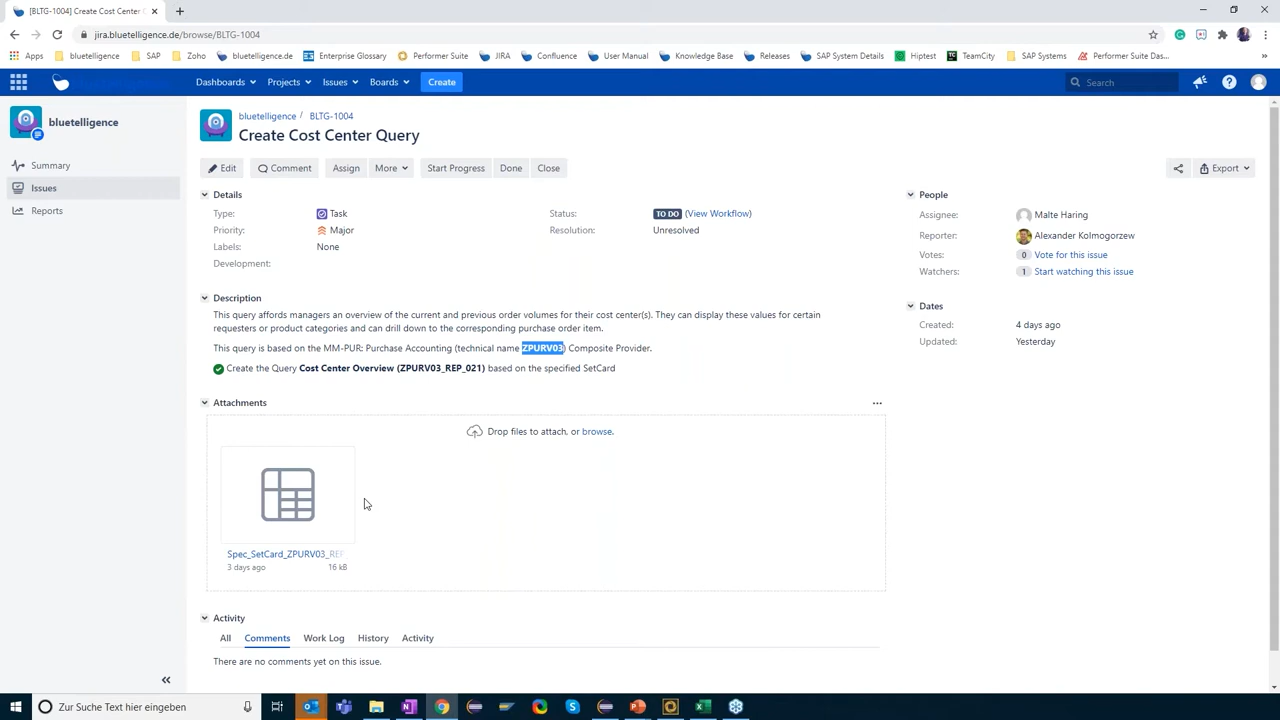 [BLTG-1004] Create Cost Center
jira.bluetelligence.de/browse/BLTG-1004
Apps bluetelligence SAP Zoho bluetelligence.de Enterprise Glossary Performer Suite JIRA Confluence User Manual Knowledge Base Releases SAP System Details Hiptest TeamCity SAP Systems Performer Suite Das...
Dashboards Projects Issues Boards Create Search
bluetelligence
Summary
Issues
Reports
bluetelligence / BLTG-1004
Create Cost Center Query
Edit Comment Assign More Start Progress Done Close Export
Details
Type: Task Status: TO DO (View Workflow)
Priority: Major Resolution: Unresolved
Labels: None
Development:
Description
This query affords managers an overview of the current and previous order volumes for their cost center(s). They can display these values for certain
requesters or product categories and can drill down to the corresponding purchase order item.
This query is based on the MM-PUR: Purchase Accounting (technical name ZPURV03) Composite Provider.
Create the Query Cost Center Overview (ZPURV03_REP_021) based on the specified SetCard
Attachments
Drop files to attach, or browse.
Spec_SetCard_ZPURV03_REP
3 days ago 16 kB
Activity
All Comments Work Log History Activity
There are no comments yet on this issue.
People
Assignee: Malte Haring
Reporter: Alexander Kolmogorzew
Votes: 0 Vote for this issue
Watchers: 1 Start watching this issue
Dates
Created: 4 days ago
Updated: Yesterday
Zur Suche Text hier eingeben